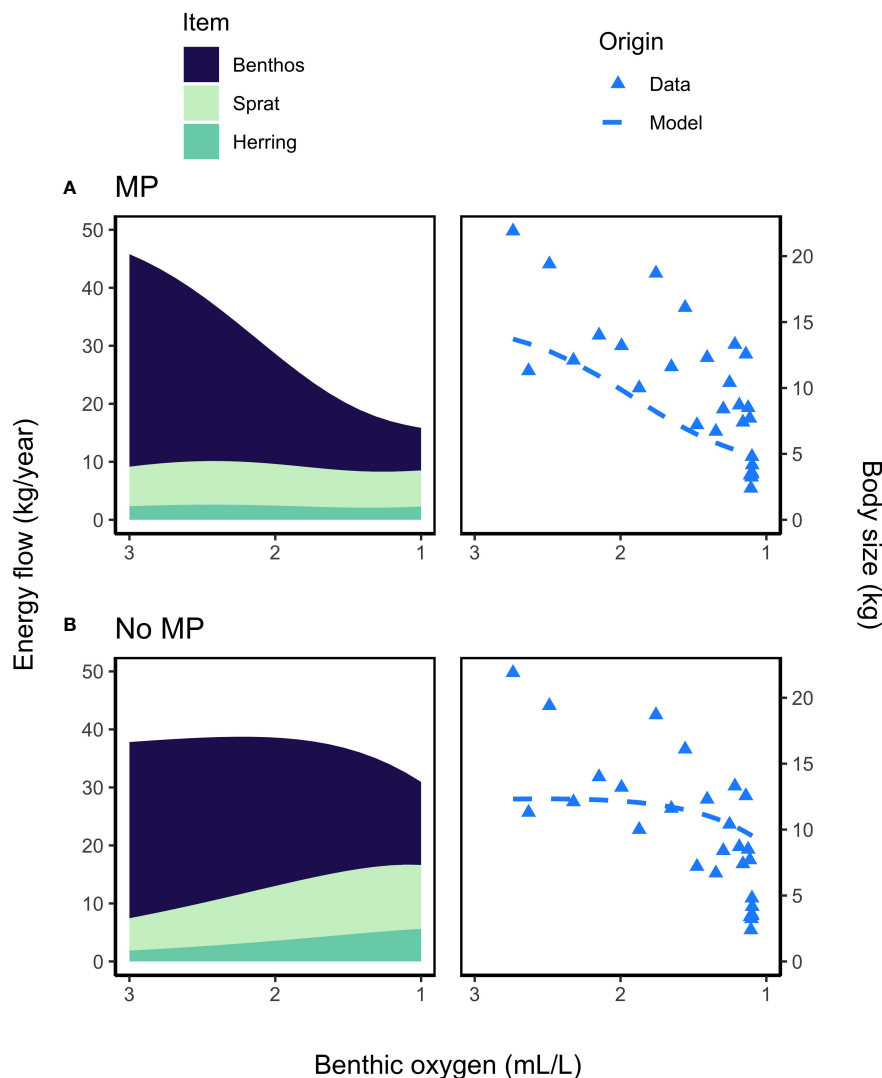 Item
Benthos
Sprat
Herring
Origin
Data
Model
A MP
50
40
30
20
10
0
3 2 1
3 2 1
20
15
10
5
0
B No MP
50
40
30
20
10
0
3 2 1
3 2 1
20
15
10
5
0
Energy flow (kg/year)
Body size (kg)
Benthic oxygen (mL/L)